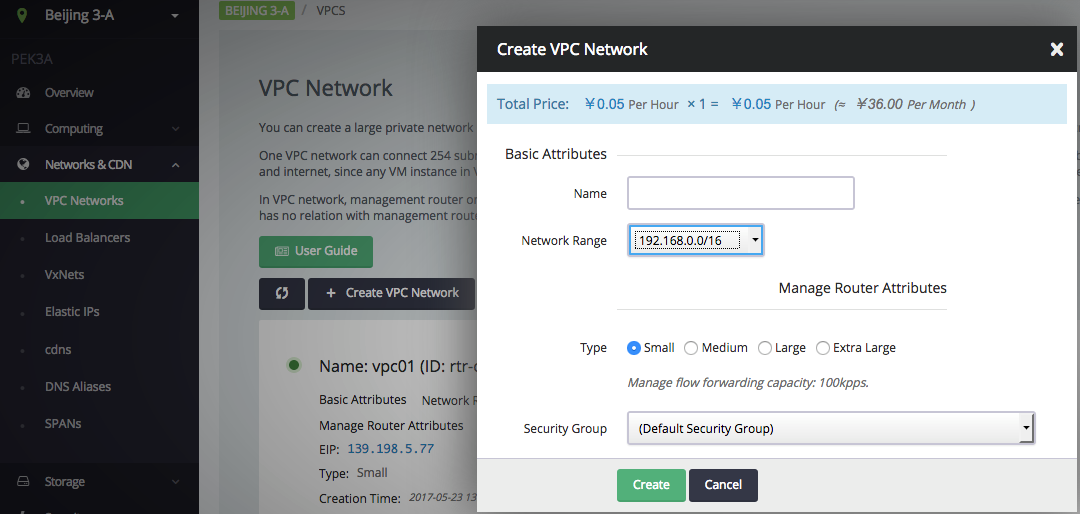 Beijing 3-A
PEK3A
Overview
Computing
Networks & CDN
VPC Networks
Load Balancers
VxNets
Elastic IPs
cdns
DNS Aliases
SPANs
Storage
BEIJING 3-A / VPCS
VPC Network
You can create a large private network
One VPC network can connect 254
and internet, since any VM instance in
In VPC network, management router
has no relation with management
User Guide
+ Create VPC Network
Name: vpc01 (ID:
Basic Attributes Network
Manage Router Attributes
EIP: 139.198.5.77
Type: Small
Creation Time: 2017-05-23
Create VPC Network
Total Price: ￥0.05 Per Hour × 1 = ￥0.05 Per Hour (≈ ￥36.00 Per Month )
Basic Attributes
Name
Network Range 192.168.0.0/16
Manage Router Attributes
Type Small Medium Large Extra Large
Manage flow forwarding capacity: 100kpps.
Security Group (Default Security Group)
Create Cancel